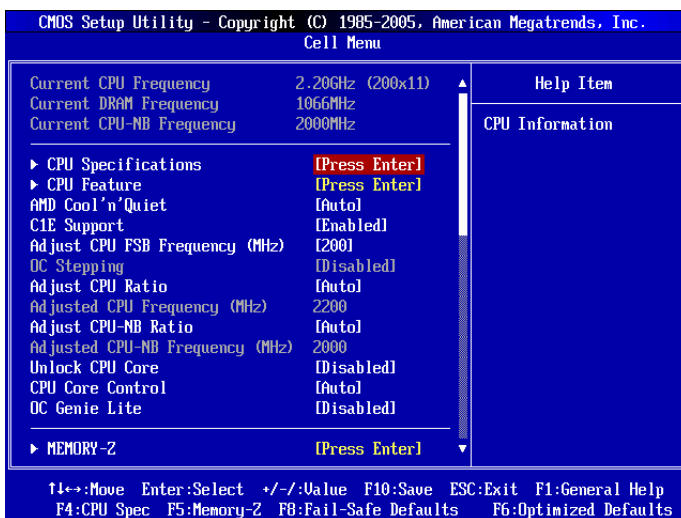 CMOS Setup Utility - Copyright (C) 1985-2005, American Megatrends, Inc.
Cell Menu
Current CPU Frequency 2.20GHz (200x11)
Current DRAM Frequency 1066MHz
Current CPU-NB Frequency 2000MHz
▶ CPU Specifications [Press Enter]
▶ CPU Feature [Press Enter]
AMD Cool'n'Quiet [Auto]
C1E Support [Enabled]
Adjust CPU FSB Frequency (MHz) [200]
OC Stepping [Disabled]
Adjust CPU Ratio [Auto]
Adjusted CPU Frequency (MHz) 2200
Adjust CPU-NB Ratio [Auto]
Adjusted CPU-NB Frequency (MHz) 2000
Unlock CPU Core [Disabled]
CPU Core Control [Auto]
OC Genie Lite [Disabled]
▶ MEMORY-Z [Press Enter]
Help Item
CPU Information
↑↓←→:Move Enter:Select +/-/:Value F10:Save ESC:Exit F1:General Help
F4:CPU Spec F5:Memory-Z F8:Fail-Safe Defaults F6:Optimized Defaults